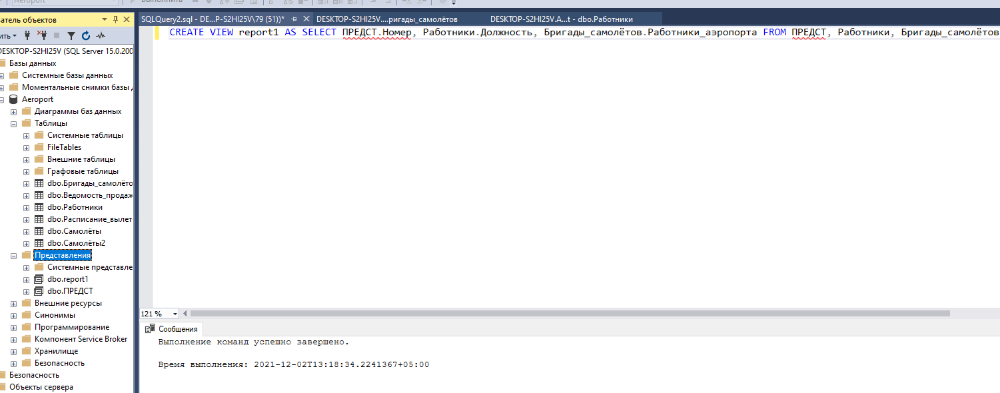 Aeroport
Выполнить
SQLQuery2.sql - DE...P-S2HI25V\79 (51))*
DESKTOP-S2HI25V....ригады_самолётов
DESKTOP-S2HI25V.A...t - dbo.Работники
атель объектов
ить
CREATE VIEW report1 AS SELECT ПРЕДСТ.Номер, Работники.Должность, Бригады_самолётов.Работники_аэропорта FROM ПРЕДСТ, Работники, Бригады_самолётов
DESKTOP-S2HI25V (SQL Server 15.0.200
Базы данных
Системные базы данных
Моментальные снимки базы д
Aeroport
Диаграммы баз данных
Таблицы
Системные таблицы
FileTables
Внешние таблицы
Графовые таблицы
dbo.Бригады_самолёто
dbo.Ведомость_продаж
dbo.Работники
dbo.Расписание_вылет
dbo.Самолёты
dbo.Самолёты2
Представления
Системные представле
dbo.report1
dbo.ПРЕДСТ
Внешние ресурсы
Синонимы
Программирование
Компонент Service Broker
Хранилище
Безопасность
Безопасность
Объекты сервера
121 %
Сообщения
Выполнение команд успешно завершено.
Время выполнения: 2021-12-02T13:18:34.2241367+05:00